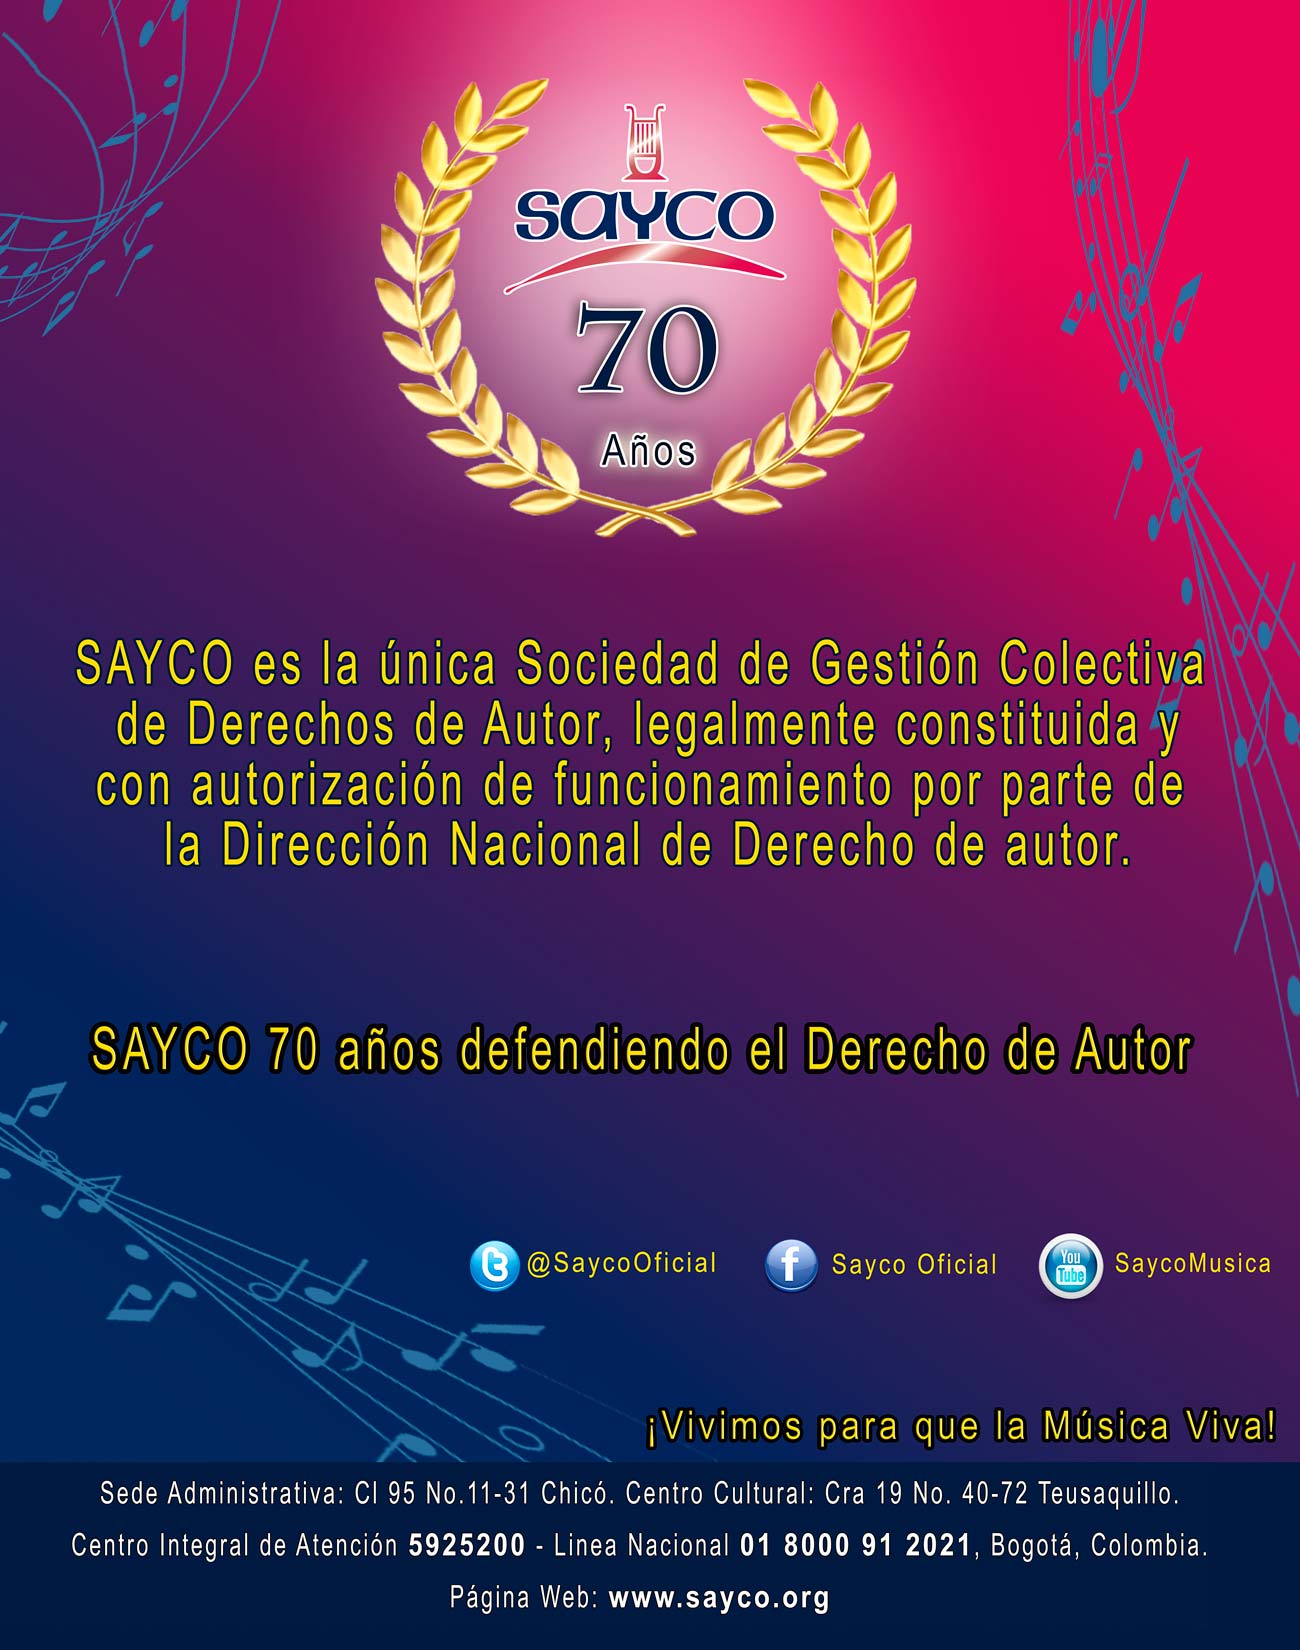 SAYCO
70
Años
SAYCO es la única Sociedad de Gestión Colectiva
de Derechos de Autor, legalmente constituida y
con autorización de funcionamiento por parte de
la Dirección Nacional de Derecho de autor.
SAYCO 70 años defendiendo el Derecho de Autor
@SaycoOficial f Sayco Oficial You Tube SaycoMusica
¡Vivimos para que la Música Viva!
Sede Administrativa: Cl 95 No.11-31 Chicó. Centro Cultural: Cra 19 No. 40-72 Teusaquillo.
Centro Integral de Atención 5925200 - Linea Nacional 01 8000 91 2021, Bogotá, Colombia.
Página Web: www.sayco.org